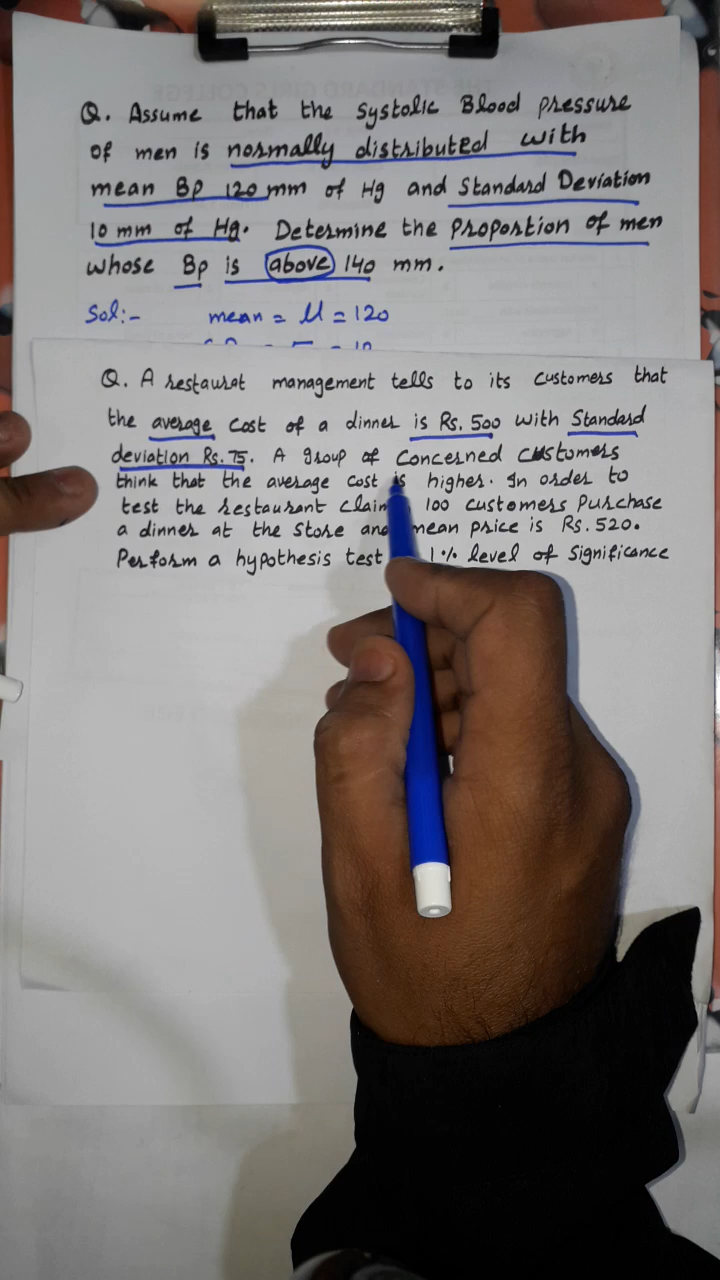 Q. Assume that the systolic Blood pressure
of men is normally distributed with
mean Bp 120 mm of Hg and Standard Deviation
10 mm of Hg. Determine the proportion of men
whose Bp is above 140 mm.
Sol:- mean = μ = 120
Q. A restaurat management tells to its customers that
the average cost of a dinner is Rs. 500 with Standard
deviation Rs. 75. A group of concerned customers
think that the average cost is higher. In order to
test the restaurant claim 100 customers purchase
a dinner at the store and mean price is Rs. 520.
Perform a hypothesis test 1% level of significance